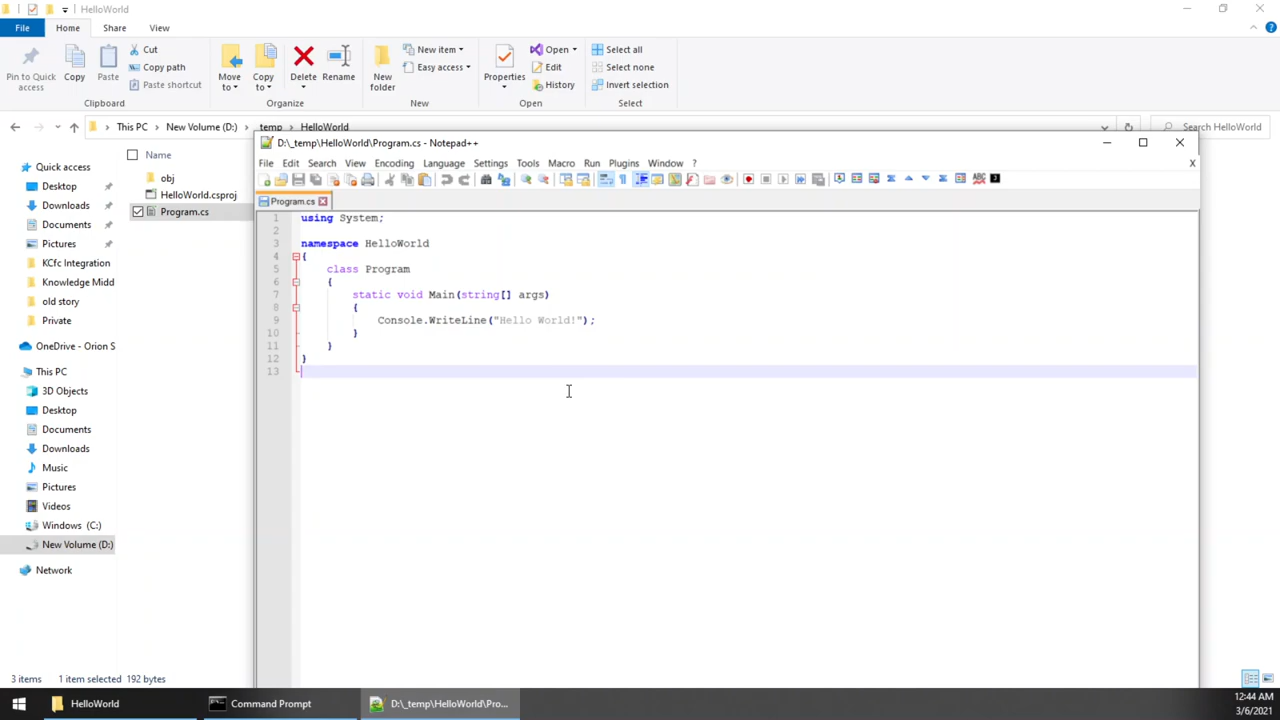 HelloWorld
File Home Share View
Pin to Quick access
Copy
Paste
Cut
Copy path
Paste shortcut
Clipboard
Move to
Copy to
Delete
Rename
Organize
New folder
New item
Easy access
New
Properties
Open
Edit
History
Open
Select all
Select none
Invert selection
Select
This PC New Volume (D:) _temp HelloWorld
Search HelloWorld
Quick access
Desktop
Downloads
Documents
Pictures
KCfc Integration
Knowledge Midd
old story
Private
OneDrive - Orion S
This PC
3D Objects
Desktop
Documents
Downloads
Music
Pictures
Videos
Windows (C:)
New Volume (D:)
Network
Name
obj
HelloWorld.csproj
Program.cs
D:\_temp\HelloWorld\Program.cs - Notepad++
File Edit Search View Encoding Language Settings Tools Macro Run Plugins Window ? X
Program.cs
1 using System;
2
3 namespace HelloWorld
4 {
5 class Program
6 {
7 static void Main(string[] args)
8 {
9 Console.WriteLine("Hello World!");
10 }
11 }
12 }
13
3 items 1 item selected 192 bytes
HelloWorld
Command Prompt
D:\_temp\HelloWorld\Pro...
12:44 AM
3/6/2021